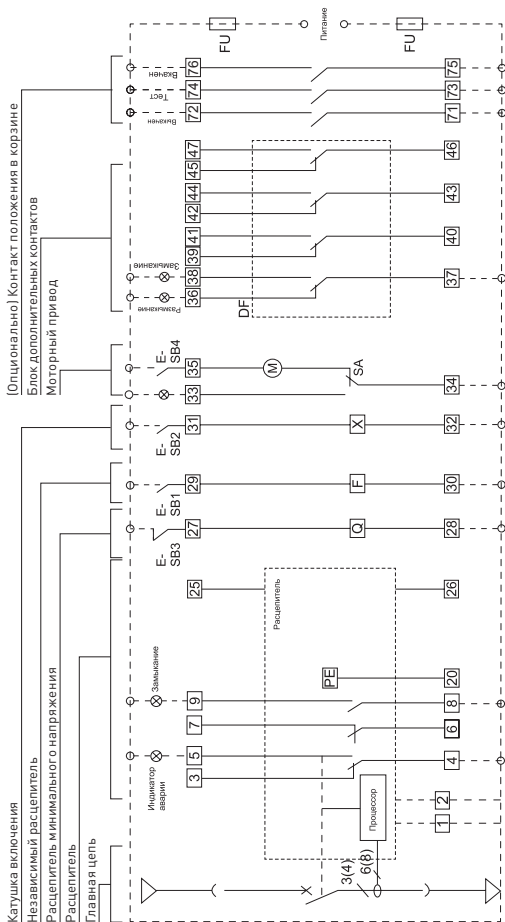 (Опционально) Контакт положения в корзине
Блок дополнительных контактов
Моторный привод
Катушка включения
Независимый расцепитель
Расцепитель минимального напряжения
Расцепитель
Главная цепь
FU
Питание
FU
Вкачен
Тест
Выкачен
76
74
72
75
73
71
47
45
44
42
41
39
38
36
Замыкание
Размыкание
DF
46
43
40
37
E-
SB4
35
33
M
SA
34
E-
SB2
31
X
32
E-
SB1
29
F
30
E-
SB3
27
Q
28
25
26
Расцепитель
PE
20
Замыкание
9
7
5
3
Индикатор
аварии
8
6
4
2
1
Процессор
3(4)
6(8)